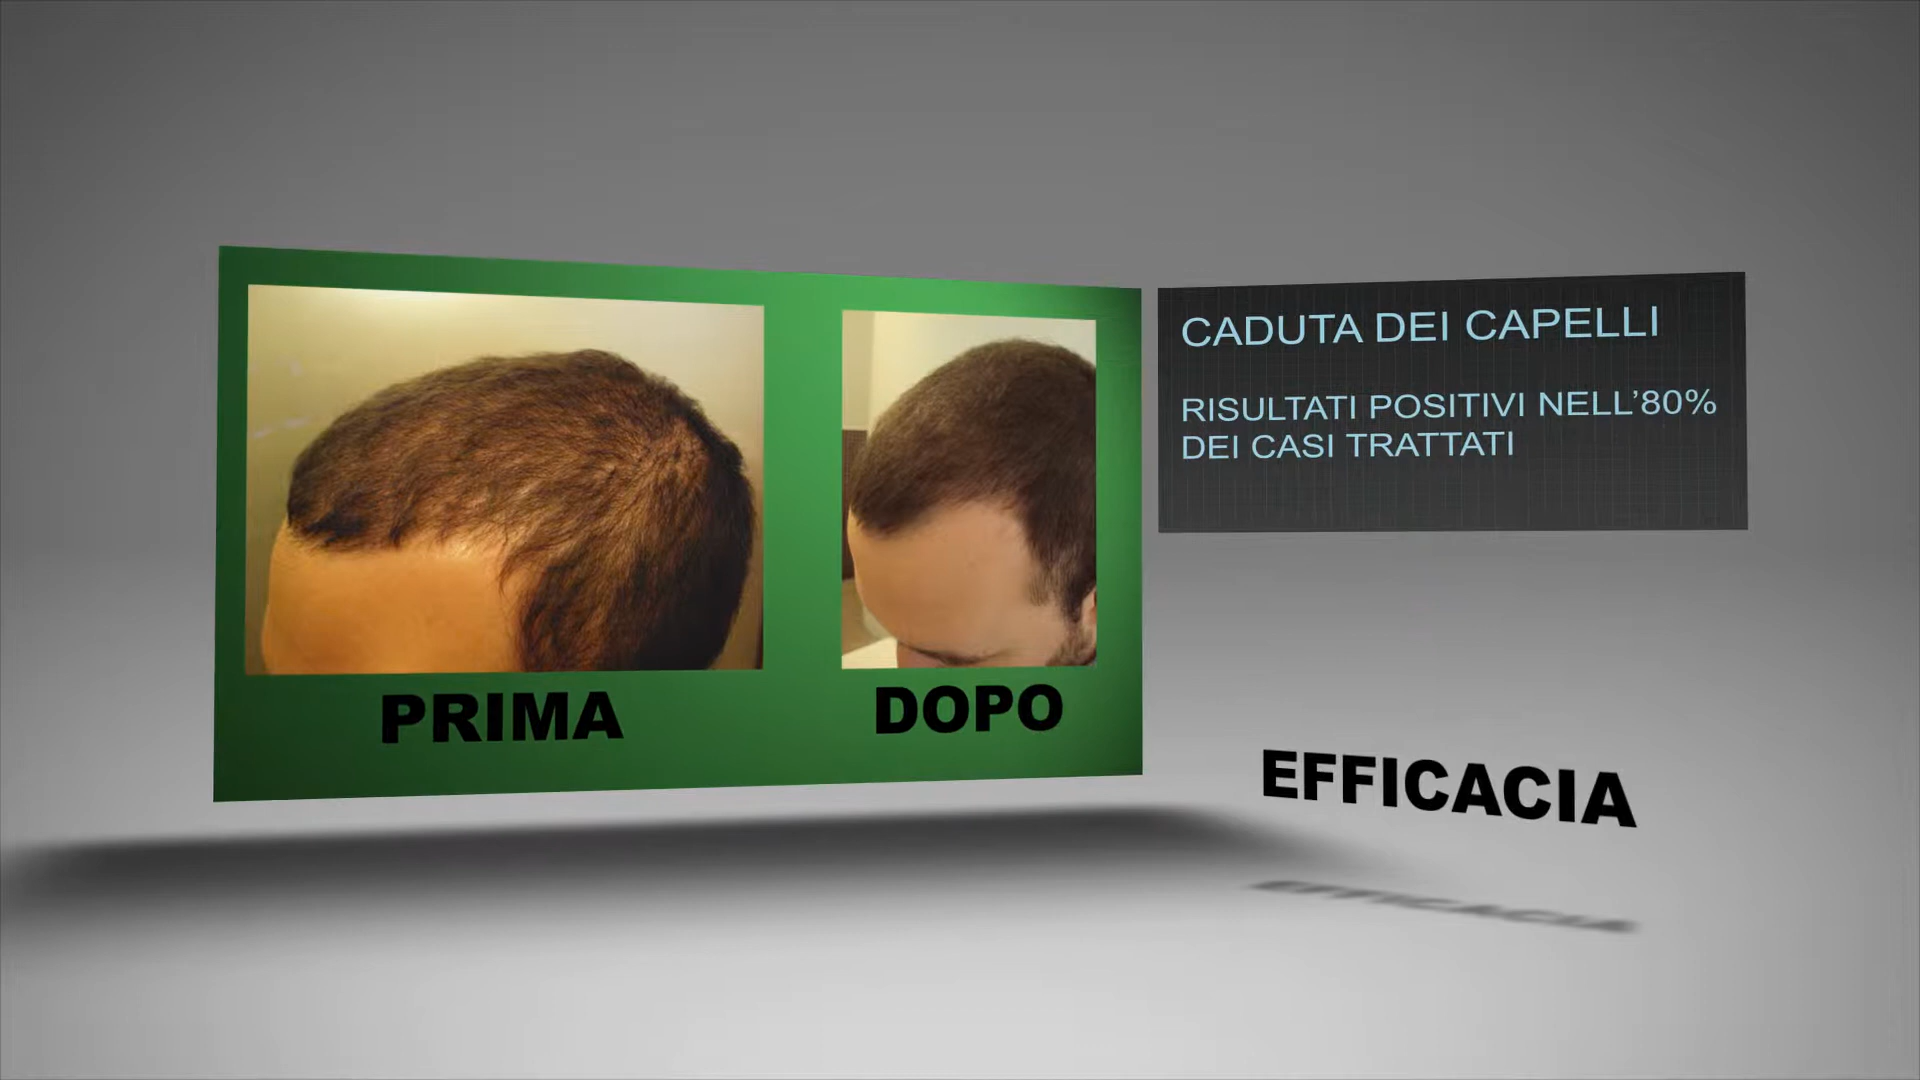 CADUTA DEI CAPELLI
RISULTATI POSITIVI NELL'80%
DEI CASI TRATTATI
PRIMA
DOPO
EFFICACIA